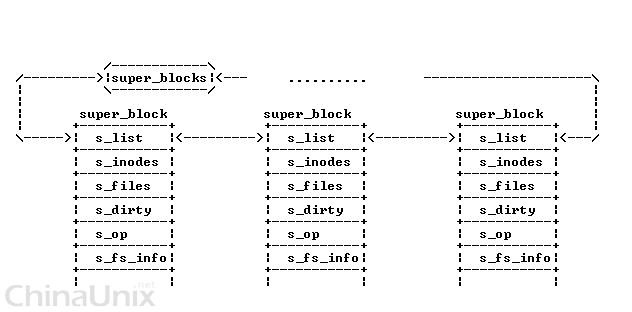 super_blocks ..........
super_block super_block super_block
s_list s_list s_list
s_inodes s_inodes s_inodes
s_files s_files s_files
s_dirty s_dirty s_dirty
s_op s_op s_op
s_fs_info s_fs_info s_fs_info
ChinaUnix.net